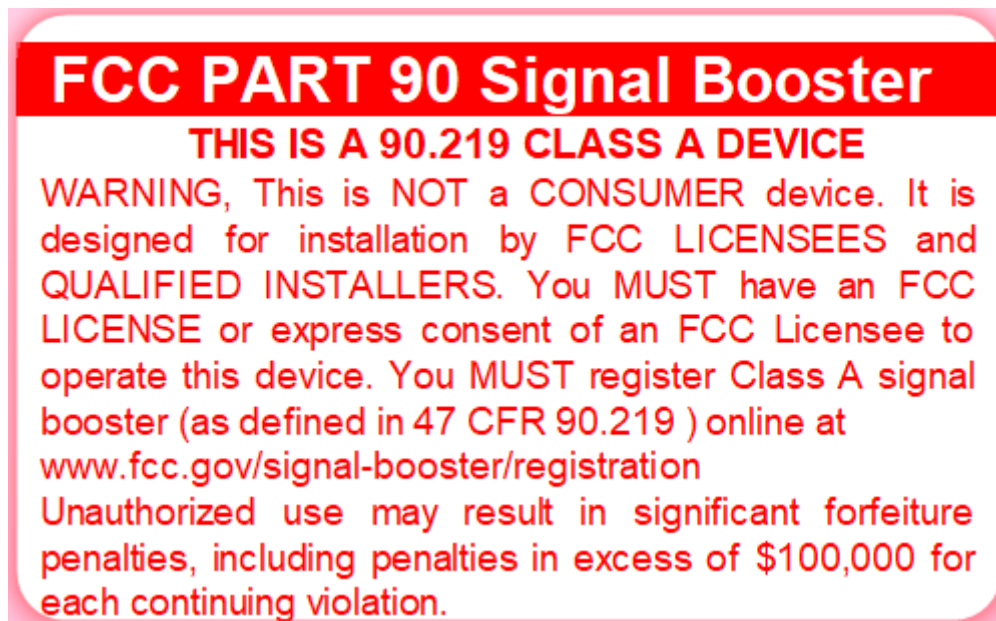 FCC PART 90 Signal Booster
THIS IS A 90.219 CLASS A DEVICE
WARNING, This is NOT a CONSUMER device. It is
designed for installation by FCC LICENSEES and
QUALIFIED INSTALLERS. You MUST have an FCC
LICENSE or express consent of an FCC Licensee to
operate this device. You MUST register Class A signal
booster (as defined in 47 CFR 90.219 ) online at
www.fcc.gov/signal-booster/registration
Unauthorized use may result in significant forfeiture
penalties, including penalties in excess of $100,000 for
each continuing violation.